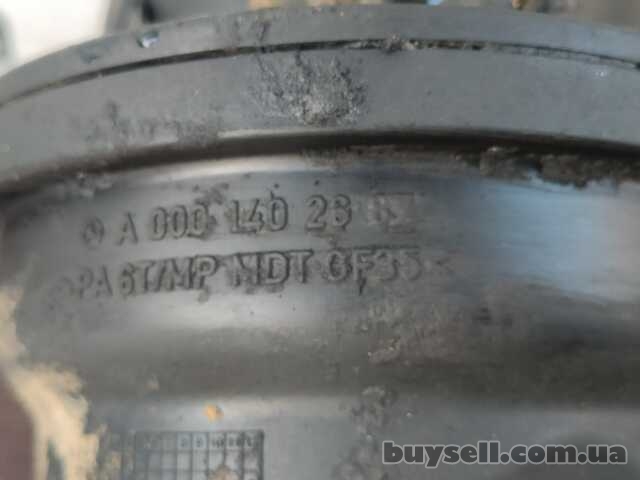 A 000 140 26
PA 6T/MP MDT GF35
buysell.com.ua